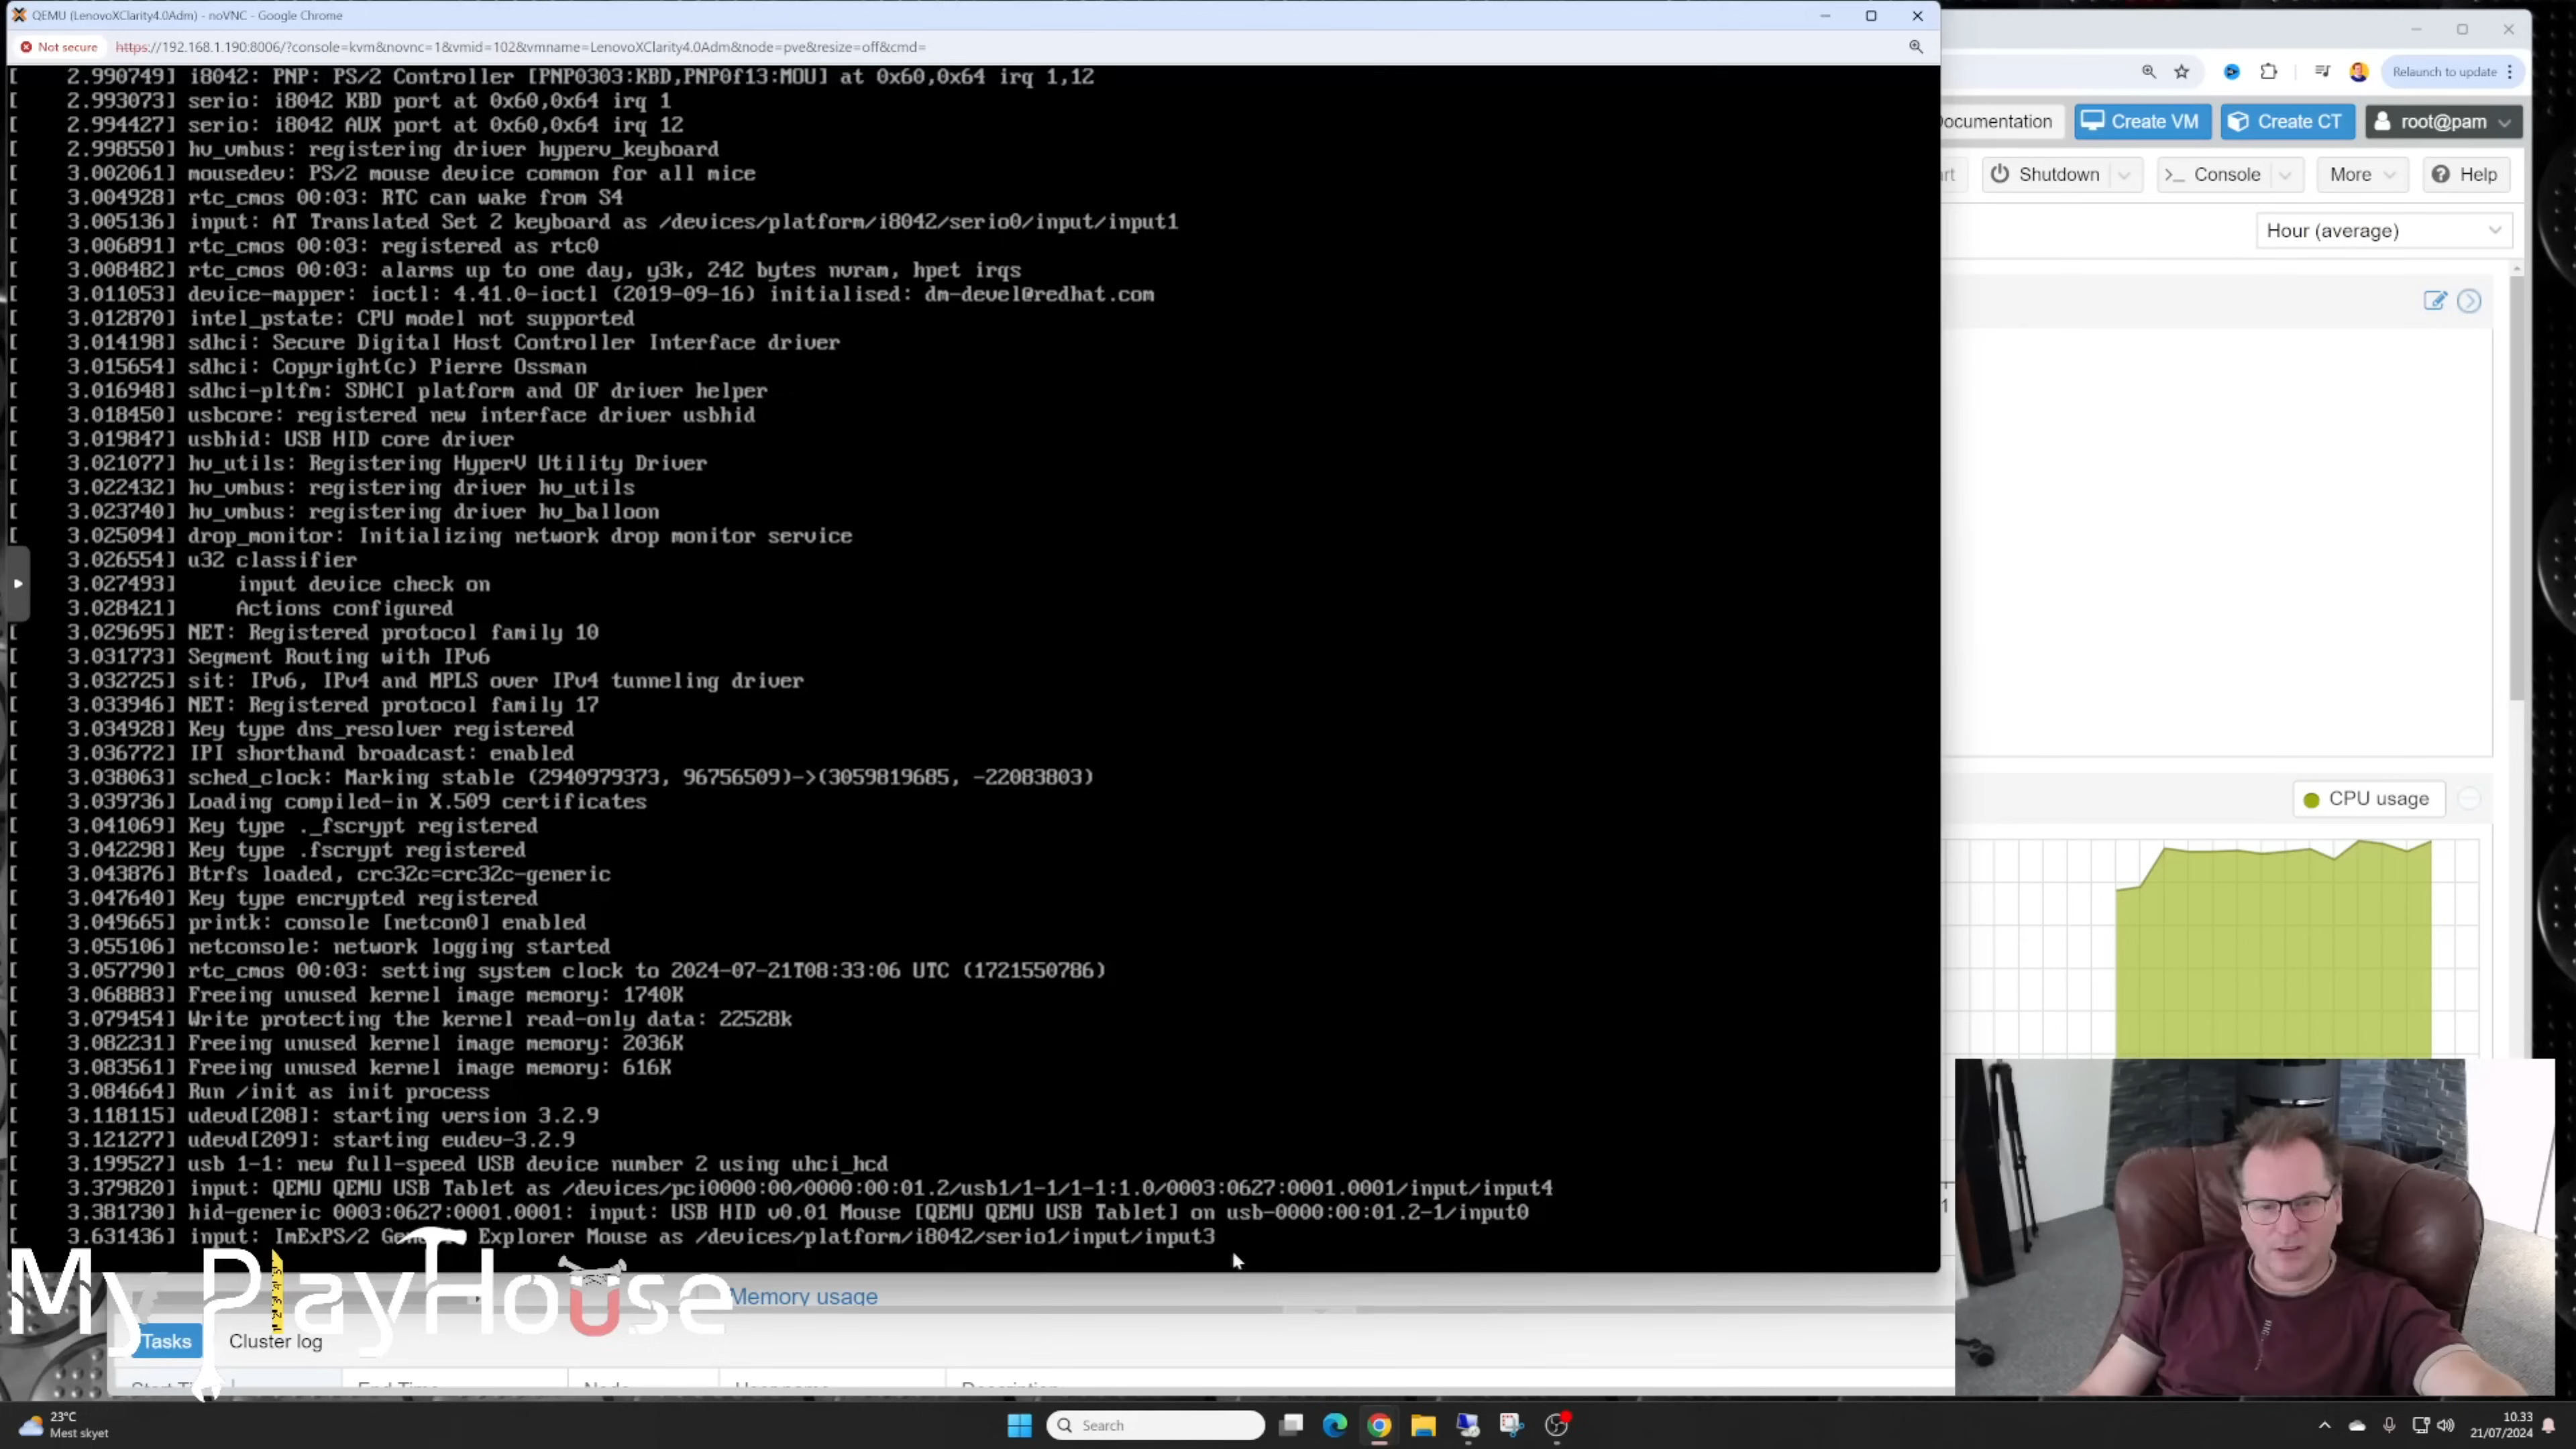 QEMU (LenovoXClarity4.0Adm) - noVNC - Google Chrome
Not secure https://192.168.1.190:8006/?console=kvm&novnc=1&vmid=102&vmname=LenovoXClarity4.0Adm&node=pve&resize=off&cmd=
[    2.990749] i8042: PNP: PS/2 Controller [PNP0303:KBD,PNP0f13:MOU] at 0x60,0x64 irq 1,12
[    2.993073] serio: i8042 KBD port at 0x60,0x64 irq 1
[    2.994427] serio: i8042 AUX port at 0x60,0x64 irq 12
[    2.998550] hv_vmbus: registering driver hyperv_keyboard
[    3.002061] mousedev: PS/2 mouse device common for all mice
[    3.004928] rtc_cmos 00:03: RTC can wake from S4
[    3.005136] input: AT Translated Set 2 keyboard as /devices/platform/i8042/serio0/input/input1
[    3.006891] rtc_cmos 00:03: registered as rtc0
[    3.008482] rtc_cmos 00:03: alarms up to one day, y3k, 242 bytes nvram, hpet irqs
[    3.011053] device-mapper: ioctl: 4.41.0-ioctl (2019-09-16) initialised: dm-devel@redhat.com
[    3.012870] intel_pstate: CPU model not supported
[    3.014198] sdhci: Secure Digital Host Controller Interface driver
[    3.015654] sdhci: Copyright(c) Pierre Ossman
[    3.016948] sdhci-pltfm: SDHCI platform and OF driver helper
[    3.018450] usbcore: registered new interface driver usbhid
[    3.019847] usbhid: USB HID core driver
[    3.021077] hv_utils: Registering HyperV Utility Driver
[    3.022432] hv_vmbus: registering driver hv_utils
[    3.023740] hv_vmbus: registering driver hv_balloon
[    3.025094] drop_monitor: Initializing network drop monitor service
[    3.026554] u32 classifier
[    3.027493]     input device check on
[    3.028421]     Actions configured
[    3.029695] NET: Registered protocol family 10
[    3.031773] Segment Routing with IPv6
[    3.032725] sit: IPv6, IPv4 and MPLS over IPv4 tunneling driver
[    3.033946] NET: Registered protocol family 17
[    3.034928] Key type dns_resolver registered
[    3.036772] IPI shorthand broadcast: enabled
[    3.038063] sched_clock: Marking stable (2940979373, 96756509)->(3059819685, -22083803)
[    3.039736] Loading compiled-in X.509 certificates
[    3.041069] Key type ._fscrypt registered
[    3.042298] Key type .fscrypt registered
[    3.043876] Btrfs loaded, crc32c=crc32c-generic
[    3.047640] Key type encrypted registered
[    3.049665] printk: console [netcon0] enabled
[    3.055106] netconsole: network logging started
[    3.057790] rtc_cmos 00:03: setting system clock to 2024-07-21T08:33:06 UTC (1721550786)
[    3.068883] Freeing unused kernel image memory: 1740K
[    3.079454] Write protecting the kernel read-only data: 22528k
[    3.082231] Freeing unused kernel image memory: 2036K
[    3.083561] Freeing unused kernel image memory: 616K
[    3.084664] Run /init as init process
[    3.118115] udevd[208]: starting version 3.2.9
[    3.121277] udevd[209]: starting eudev-3.2.9
[    3.199527] usb 1-1: new full-speed USB device number 2 using uhci_hcd
[    3.379820] input: QEMU QEMU USB Tablet as /devices/pci0000:00/0000:00:01.2/usb1/1-1/1-1:1.0/0003:0627:0001.0001/input/input4
[    3.381730] hid-generic 0003:0627:0001.0001: input: USB HID v0.01 Mouse [QEMU QEMU USB Tablet] on usb-0000:00:01.2-1/input0
[    3.631436] input: ImExPS/2 Explorer Mouse as /devices/platform/i8042/serio1/input/input3
Relaunch to update
Documentation Create VM Create CT root@pam
Shutdown Console More Help
Hour (average)
CPU usage
My PlayHouse
Memory usage
Tasks Cluster log
23°C
Mest skyet
Search
10.33
21/07/2024